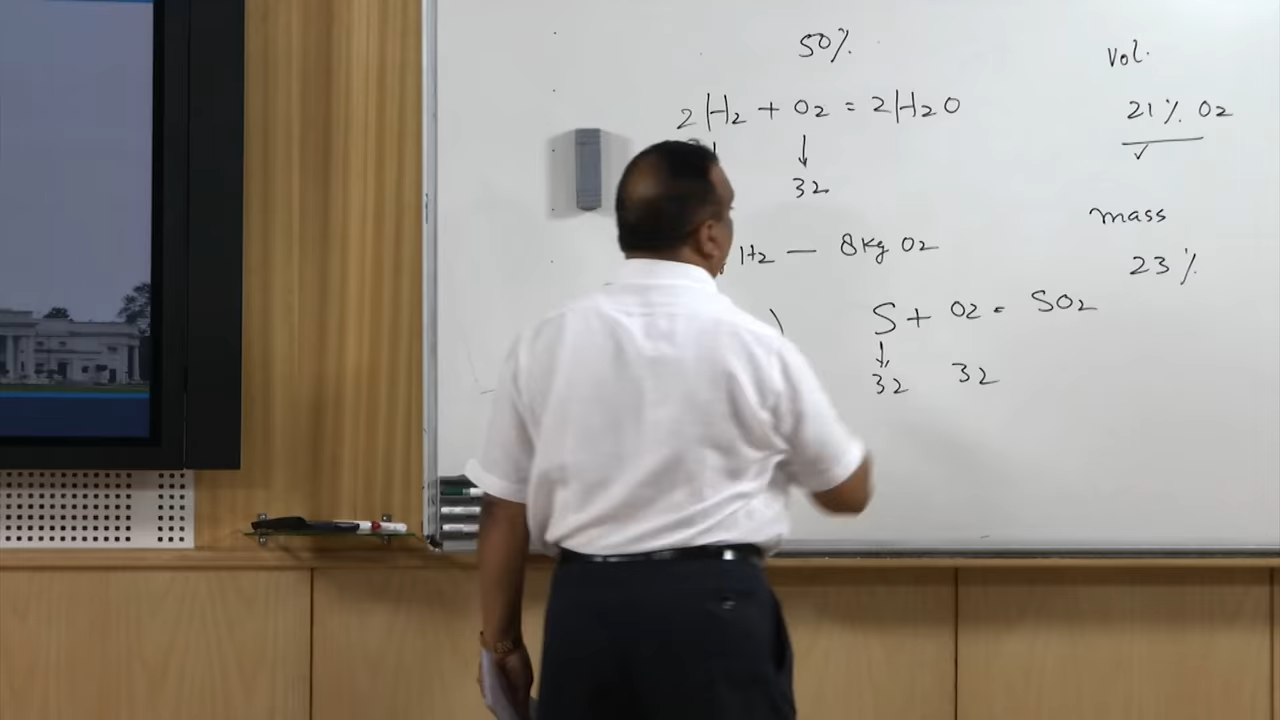 50%
2H2 + O2 = 2H2O
32
H2 — 8Kg O2
S + O2 = SO2
32 32
Vol.
21% O2
✓
mass
23%